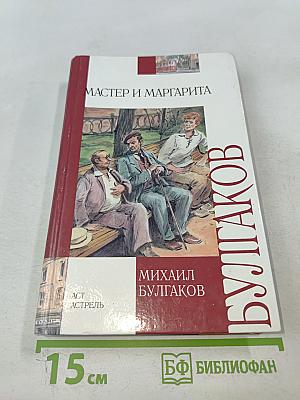 МАСТЕР И МАРГАРИТА
БУЛГАКОВ
МИХАИЛ
БУЛГАКОВ
АСТ
АСТРЕЛЬ
15 см
БФ БИБЛИОФАН